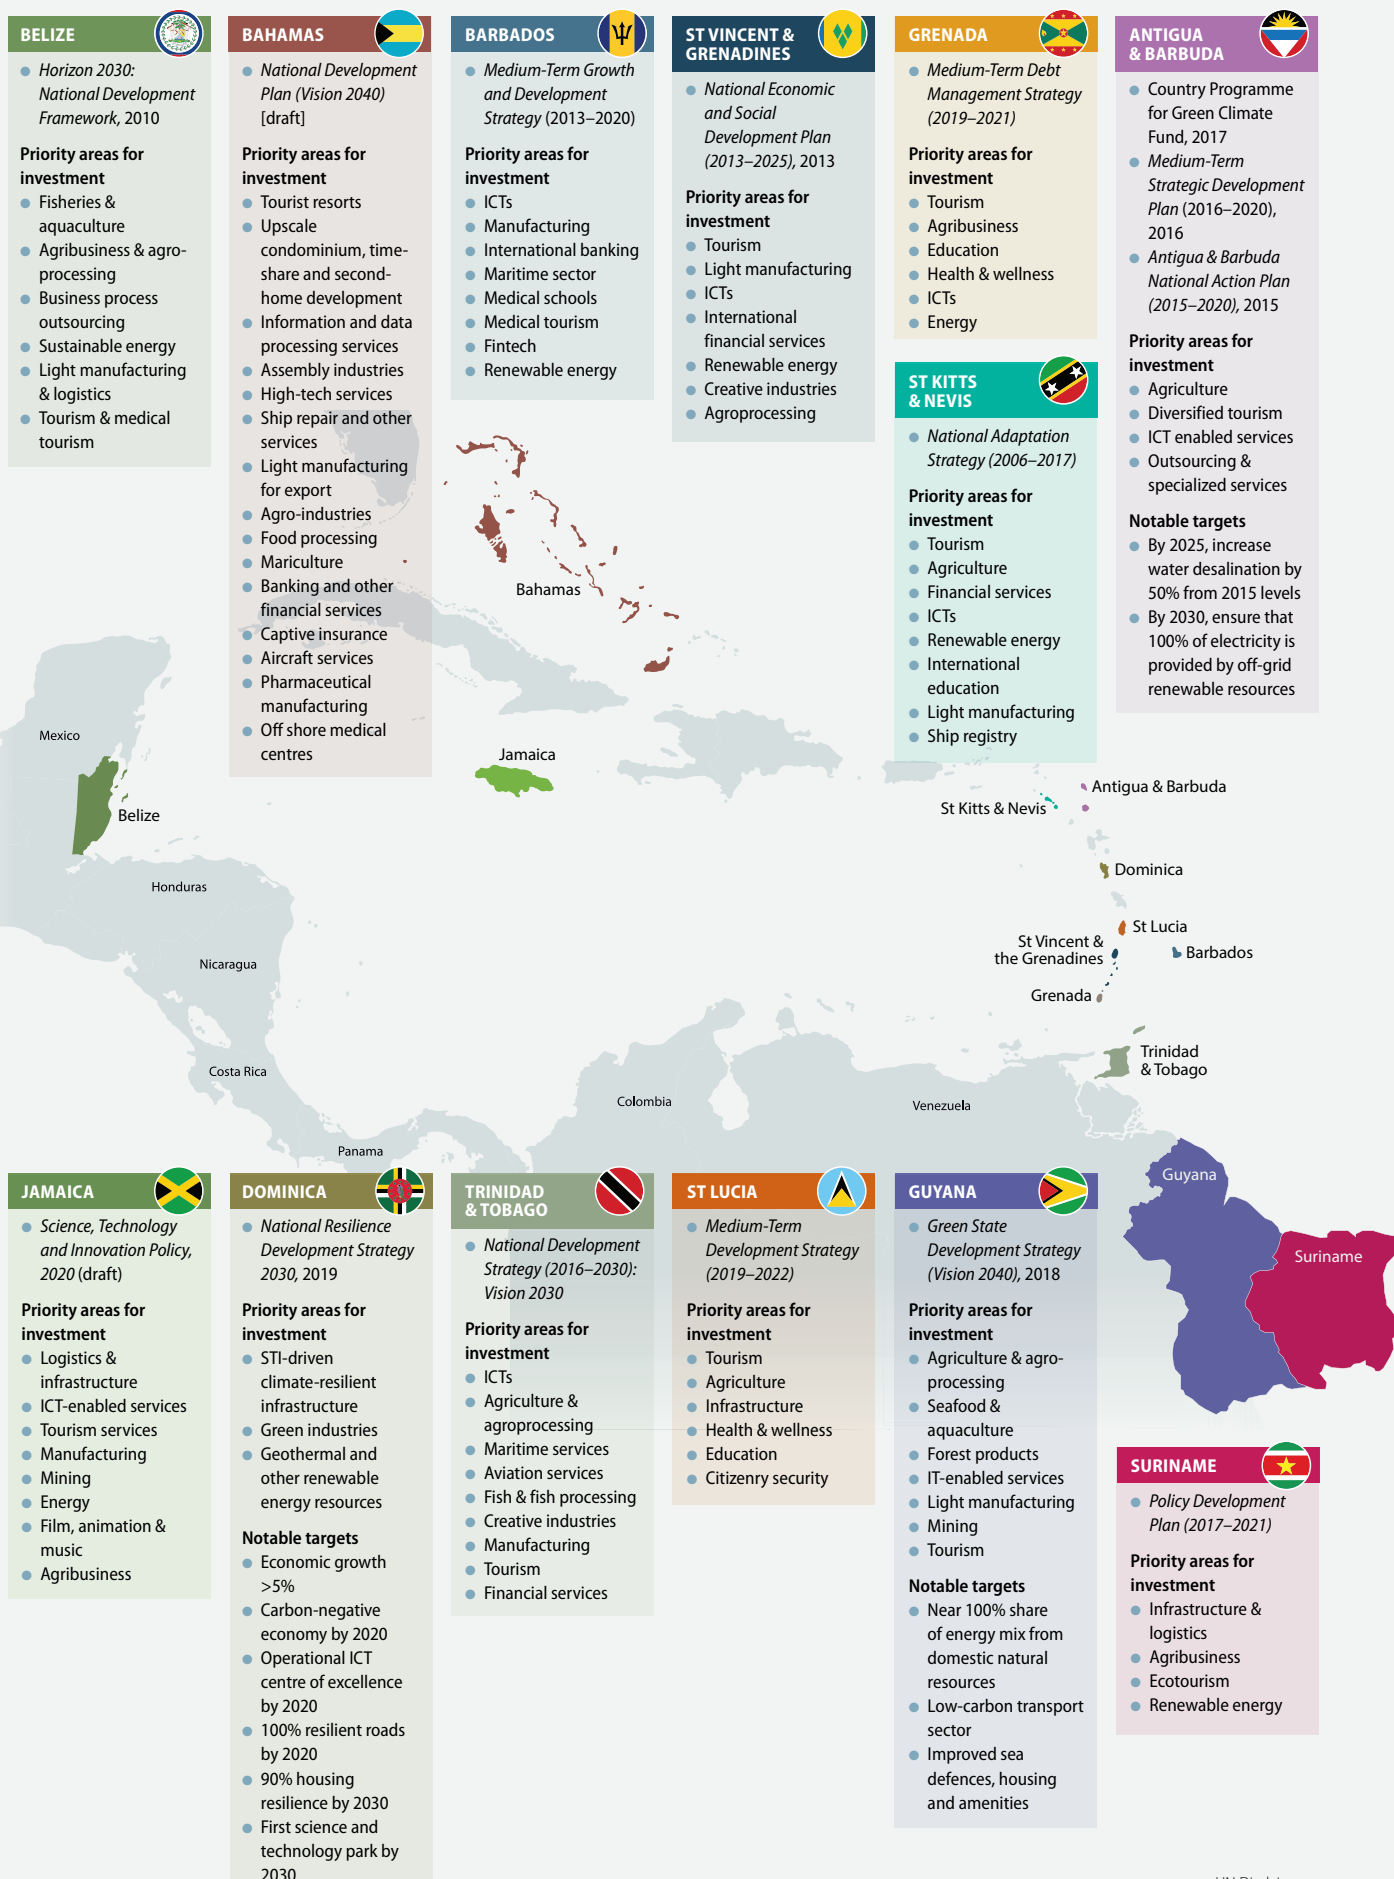 BELIZE
Horizon 2030:
National Development
Framework, 2010
Priority areas for
investment
Fisheries &
aquaculture
Agribusiness & agro-
processing
Business process
outsourcing
Sustainable energy
Light manufacturing
& logistics
Tourism & medical
tourism
BAHAMAS
National Development
Plan (Vision 2040)
[draft]
Priority areas for
investment
Tourist resorts
Upscale
condominium, time-
share and second-
home development
Information and data
processing services
Assembly industries
High-tech services
Ship repair and other
services
Light manufacturing
for export
Agro-industries
Food processing
Mariculture
Banking and other
financial services
Captive insurance
Aircraft services
Pharmaceutical
manufacturing
Off shore medical
centres
BARBADOS
Medium-Term Growth
and Development
Strategy (2013–2020)
Priority areas for
investment
ICTs
Manufacturing
International banking
Maritime sector
Medical schools
Medical tourism
Fintech
Renewable energy
ST VINCENT &
GRENADINES
National Economic
and Social
Development Plan
(2013–2025), 2013
Priority areas for
investment
Tourism
Light manufacturing
ICTs
International
financial services
Renewable energy
Creative industries
Agroprocessing
GRENADA
Medium-Term Debt
Management Strategy
(2019–2021)
Priority areas for
investment
Tourism
Agribusiness
Education
Health & wellness
ICTs
Energy
ST KITTS
& NEVIS
National Adaptation
Strategy (2006–2017)
Priority areas for
investment
Tourism
Agriculture
Financial services
ICTs
Renewable energy
International
education
Light manufacturing
Ship registry
ANTIGUA
& BARBUDA
Country Programme
for Green Climate
Fund, 2017
Medium-Term
Strategic Development
Plan (2016–2020),
2016
Antigua & Barbuda
National Action Plan
(2015–2020), 2015
Priority areas for
investment
Agriculture
Diversified tourism
ICT enabled services
Outsourcing &
specialized services
Notable targets
By 2025, increase
water desalination by
50% from 2015 levels
By 2030, ensure that
100% of electricity is
provided by off-grid
renewable resources
Bahamas
Mexico
Jamaica
Belize
Antigua & Barbuda
St Kitts & Nevis
Honduras
Dominica
St Lucia
St Vincent &
the Grenadines
Barbados
Nicaragua
Grenada
Trinidad
& Tobago
Costa Rica
Colombia
Venezuela
Panama
Guyana
Suriname
JAMAICA
Science, Technology
and Innovation Policy,
2020 (draft)
Priority areas for
investment
Logistics &
infrastructure
ICT-enabled services
Tourism services
Manufacturing
Mining
Energy
Film, animation &
music
Agribusiness
DOMINICA
National Resilience
Development Strategy
2030, 2019
Priority areas for
investment
STI-driven
climate-resilient
infrastructure
Green industries
Geothermal and
other renewable
energy resources
Notable targets
Economic growth
>5%
Carbon-negative
economy by 2020
Operational ICT
centre of excellence
by 2020
100% resilient roads
by 2020
90% housing
resilience by 2030
First science and
technology park by
2030
TRINIDAD
& TOBAGO
National Development
Strategy (2016–2030):
Vision 2030
Priority areas for
investment
ICTs
Agriculture &
agroprocessing
Maritime services
Aviation services
Fish & fish processing
Creative industries
Manufacturing
Tourism
Financial services
ST LUCIA
Medium-Term
Development Strategy
(2019–2022)
Priority areas for
investment
Tourism
Agriculture
Infrastructure
Health & wellness
Education
Citizenry security
GUYANA
Green State
Development Strategy
(Vision 2040), 2018
Priority areas for
investment
Agriculture & agro-
processing
Seafood &
aquaculture
Forest products
IT-enabled services
Light manufacturing
Mining
Tourism
Notable targets
Near 100% share
of energy mix from
domestic natural
resources
Low-carbon transport
sector
Improved sea
defences, housing
and amenities
SURINAME
Policy Development
Plan (2017–2021)
Priority areas for
investment
Infrastructure &
logistics
Agribusiness
Ecotourism
Renewable energy